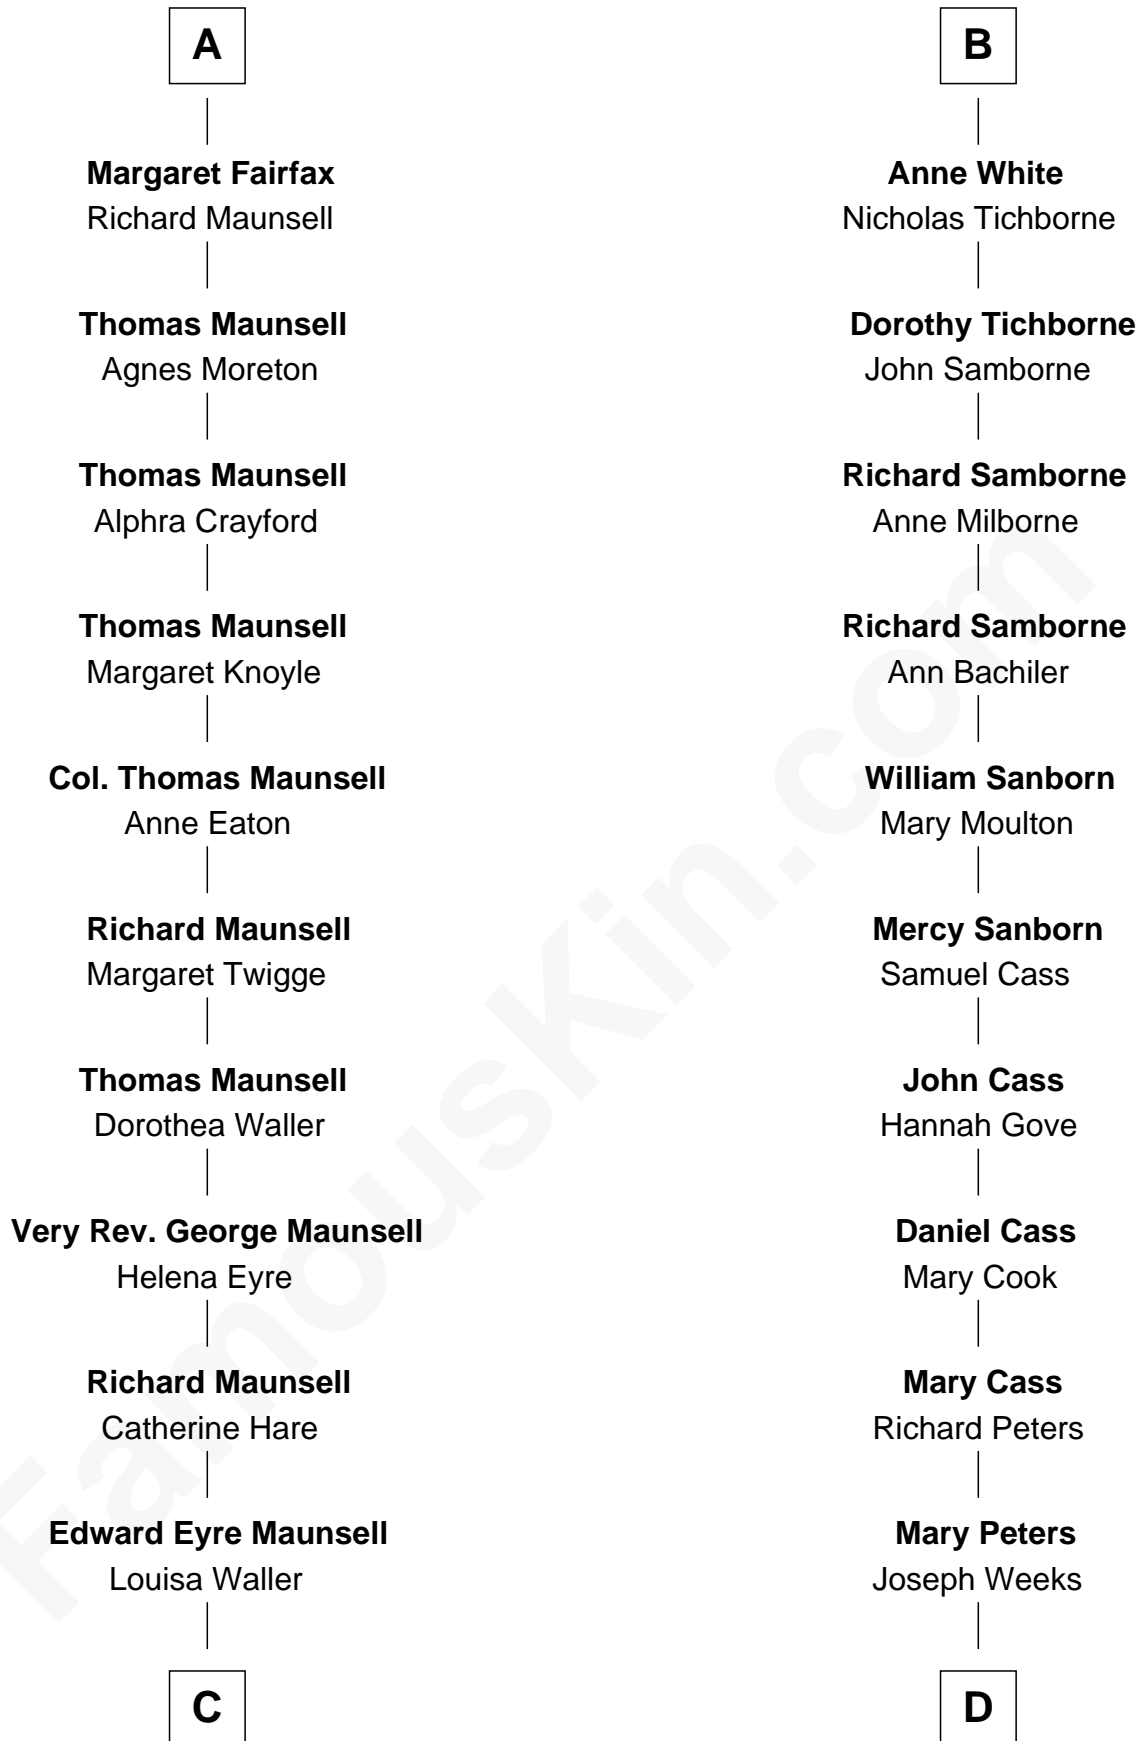 A
B
Margaret Fairfax
Richard Maunsell
Anne White
Nicholas Tichborne
Thomas Maunsell
Agnes Moreton
Dorothy Tichborne
John Samborne
Thomas Maunsell
Alphra Crayford
Richard Samborne
Anne Milborne
Thomas Maunsell
Margaret Knoyle
Richard Samborne
Ann Bachiler
Col. Thomas Maunsell
Anne Eaton
William Sanborn
Mary Moulton
Richard Maunsell
Margaret Twigge
Mercy Sanborn
Samuel Cass
Thomas Maunsell
Dorothea Waller
John Cass
Hannah Gove
Very Rev. George Maunsell
Helena Eyre
Daniel Cass
Mary Cook
Richard Maunsell
Catherine Hare
Mary Cass
Richard Peters
Edward Eyre Maunsell
Louisa Waller
Mary Peters
Joseph Weeks
C
D
FamousKin.com